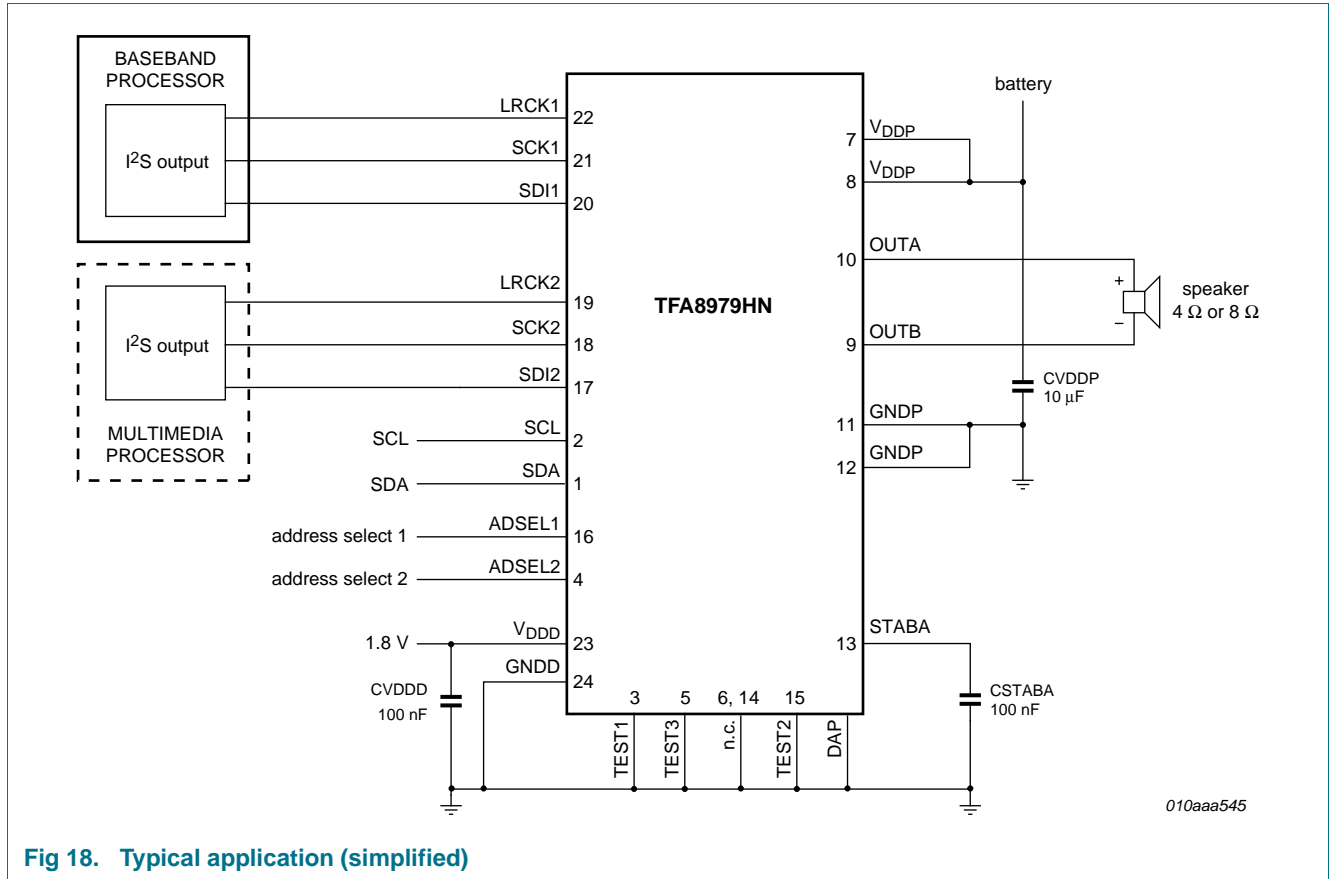 BASEBAND
PROCESSOR
I2S output
LRCK1
22
SCK1
21
SDI1
20
I2S output
MULTIMEDIA
PROCESSOR
LRCK2
19
SCK2
18
SDI2
17
SCL
SCL
2
SDA
SDA
1
address select 1
ADSEL1
16
address select 2
ADSEL2
4
1.8 V
VDDD
23
GNDD
24
CVDDD
100 nF
TFA8979HN
battery
7
VDDP
8
VDDP
10
OUTA
9
OUTB
+
−
speaker
4 Ω or 8 Ω
CVDDP
10 μF
11
GNDP
12
GNDP
13
STABA
CSTABA
100 nF
3
5
6, 14
15
TEST1
TEST3
n.c.
TEST2
DAP
010aaa545
Fig 18. Typical application (simplified)